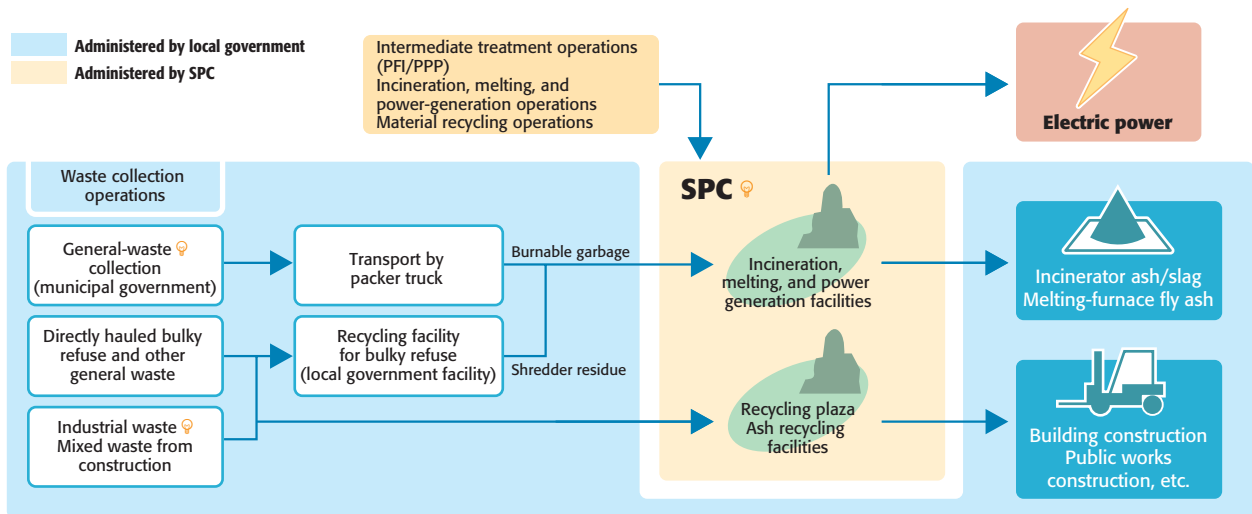 Administered by local government
Administered by SPC
Intermediate treatment operations
(PFI/PPP)
Incineration, melting, and
power-generation operations
Material recycling operations
Electric power
Waste collection
operations
SPC
General-waste
collection
(municipal government)
Transport by
packer truck
Burnable garbage
Incineration,
melting, and power
generation facilities
Incinerator ash/slag
Melting-furnace fly ash
Directly hauled bulky
refuse and other
general waste
Recycling facility
for bulky refuse
(local government facility)
Shredder residue
Industrial waste
Mixed waste from
construction
Recycling plaza
Ash recycling
facilities
Building construction
Public works
construction, etc.